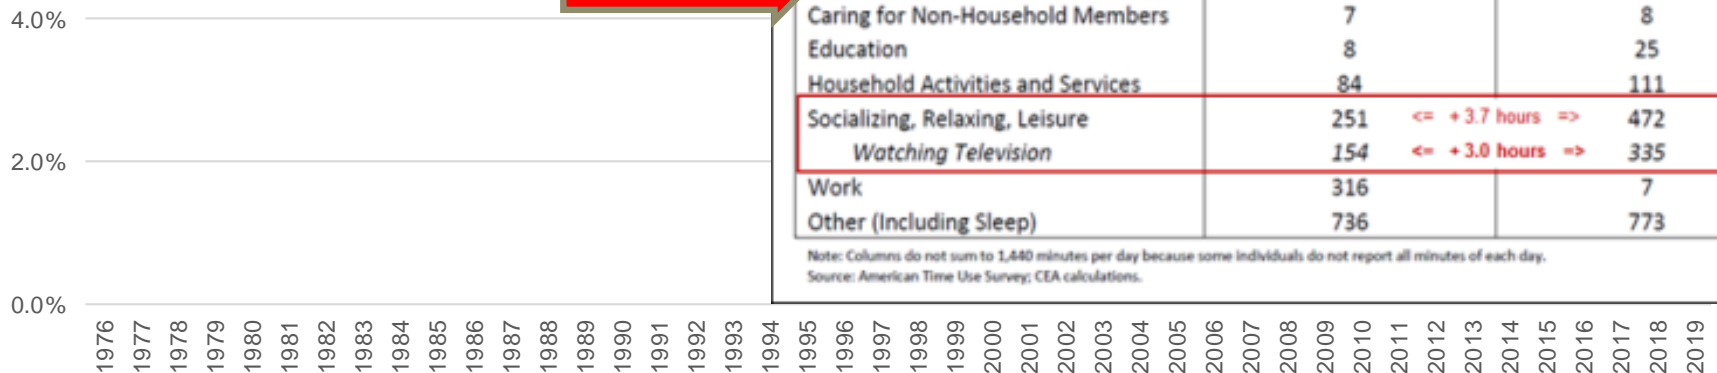 4.0%
Caring for Non-Household Members 7 8
Education 8 25
Household Activities and Services 84 111
Socializing, Relaxing, Leisure 251 <= + 3.7 hours => 472
Watching Television 154 <= + 3.0 hours => 335
2.0%
Work 316 7
Other (Including Sleep) 736 773
Note: Columns do not sum to 1,440 minutes per day because some individuals do not report all minutes of each day.
Source: American Time Use Survey; CEA calculations.
0.0%
1976 1977 1978 1979 1980 1981 1982 1983 1984 1985 1986 1987 1988 1989 1990 1991 1992 1993 1994 1995 1996 1997 1998 1999 2000 2001 2002 2003 2004 2005 2006 2007 2008 2009 2010 2011 2012 2013 2014 2015 2016 2017 2018 2019